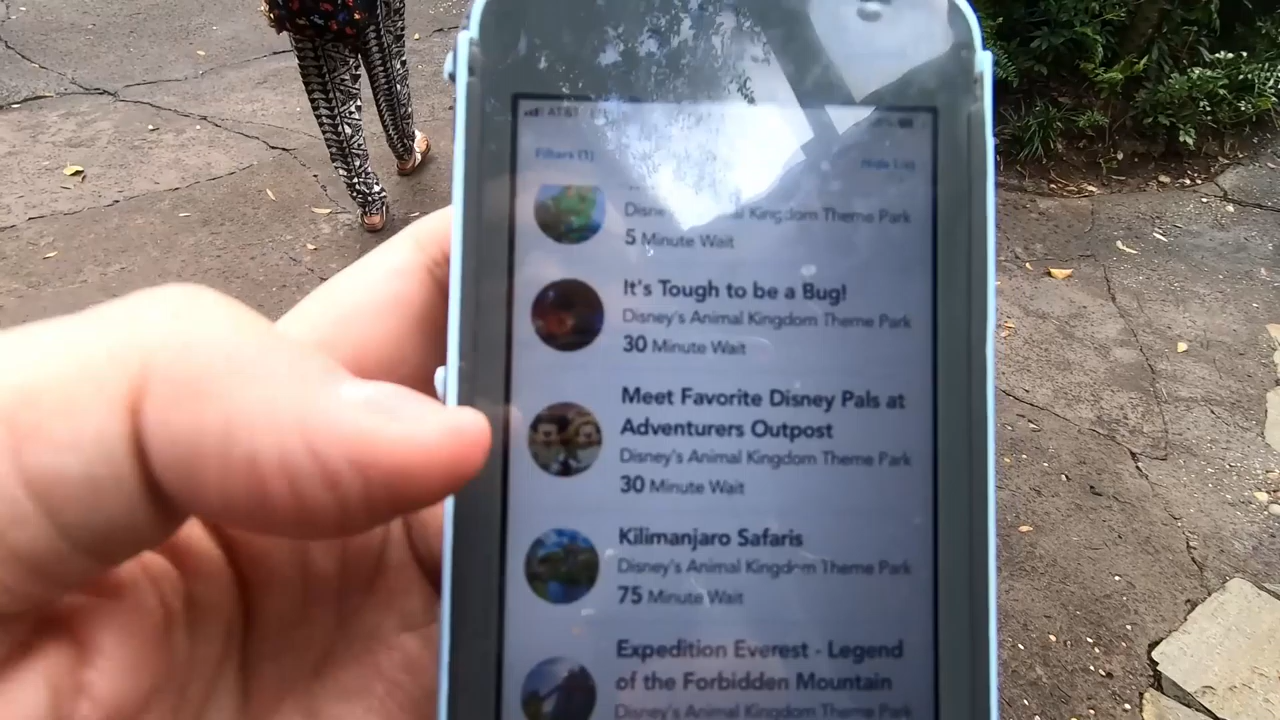 AT&T
Filters (1)
Hide List
Disney's Animal Kingdom Theme Park
5 Minute Wait
It's Tough to be a Bug!
Disney's Animal Kingdom Theme Park
30 Minute Wait
Meet Favorite Disney Pals at
Adventurers Outpost
Disney's Animal Kingdom Theme Park
30 Minute Wait
Kilimanjaro Safaris
Disney's Animal Kingdom Theme Park
75 Minute Wait
Expedition Everest - Legend
of the Forbidden Mountain
Disney's Animal Kingdom Theme Park